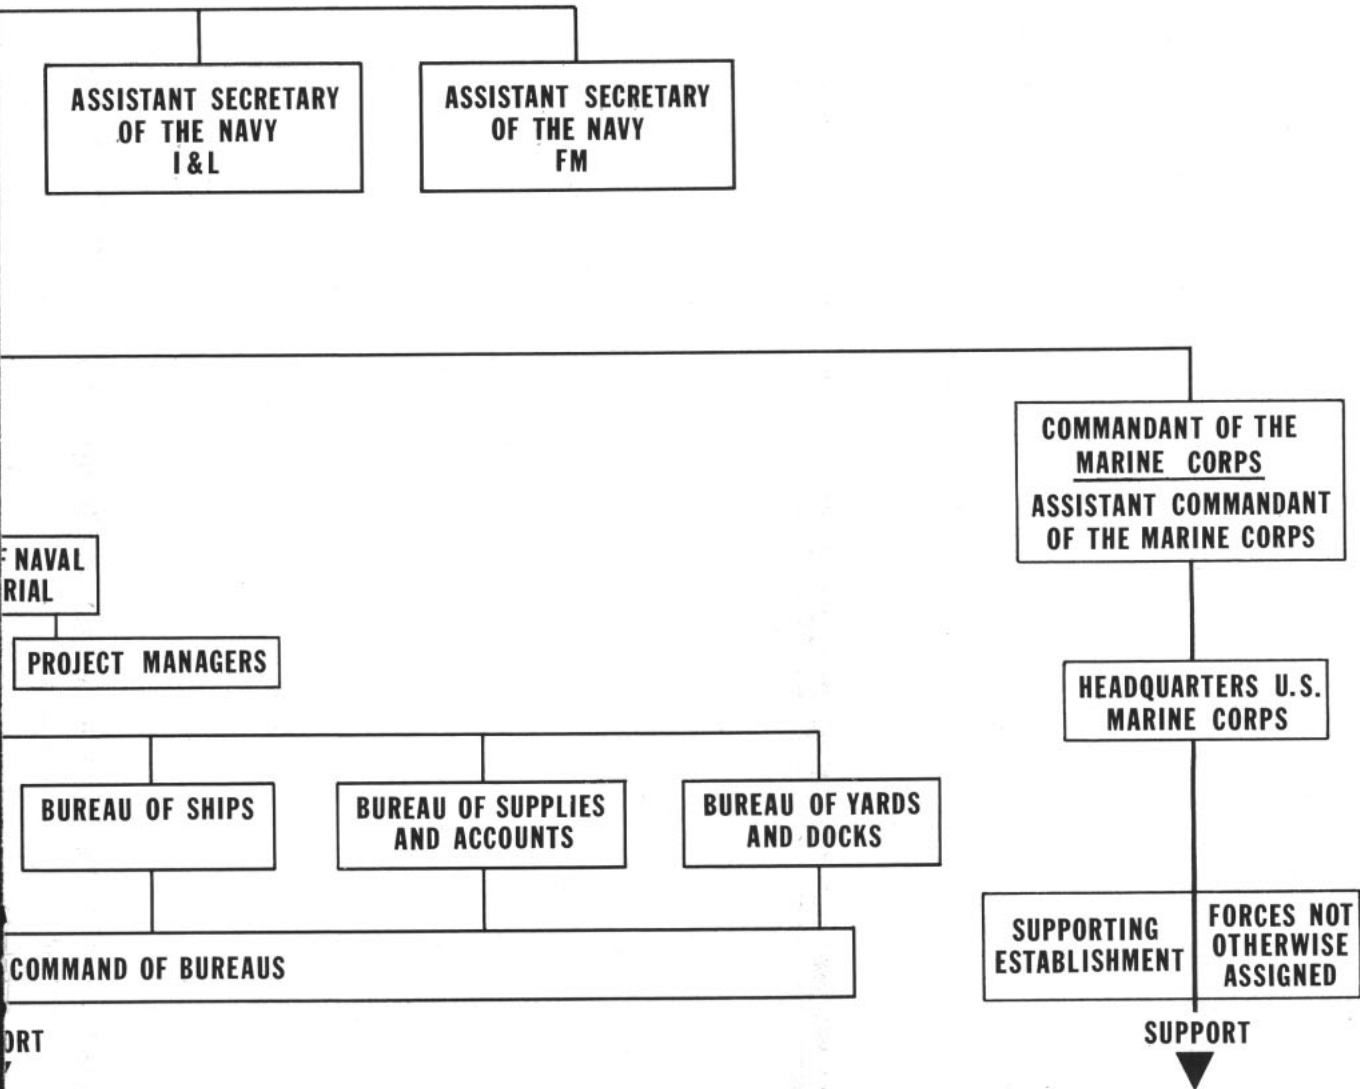 ASSISTANT SECRETARY
OF THE NAVY
I & L
ASSISTANT SECRETARY
OF THE NAVY
FM
COMMANDANT OF THE
MARINE CORPS
ASSISTANT COMMANDANT
OF THE MARINE CORPS
NAVAL
RIAL
PROJECT MANAGERS
HEADQUARTERS U.S.
MARINE CORPS
BUREAU OF SHIPS
BUREAU OF SUPPLIES
AND ACCOUNTS
BUREAU OF YARDS
AND DOCKS
COMMAND OF BUREAUS
SUPPORTING
ESTABLISHMENT
FORCES NOT
OTHERWISE
ASSIGNED
ORT
SUPPORT